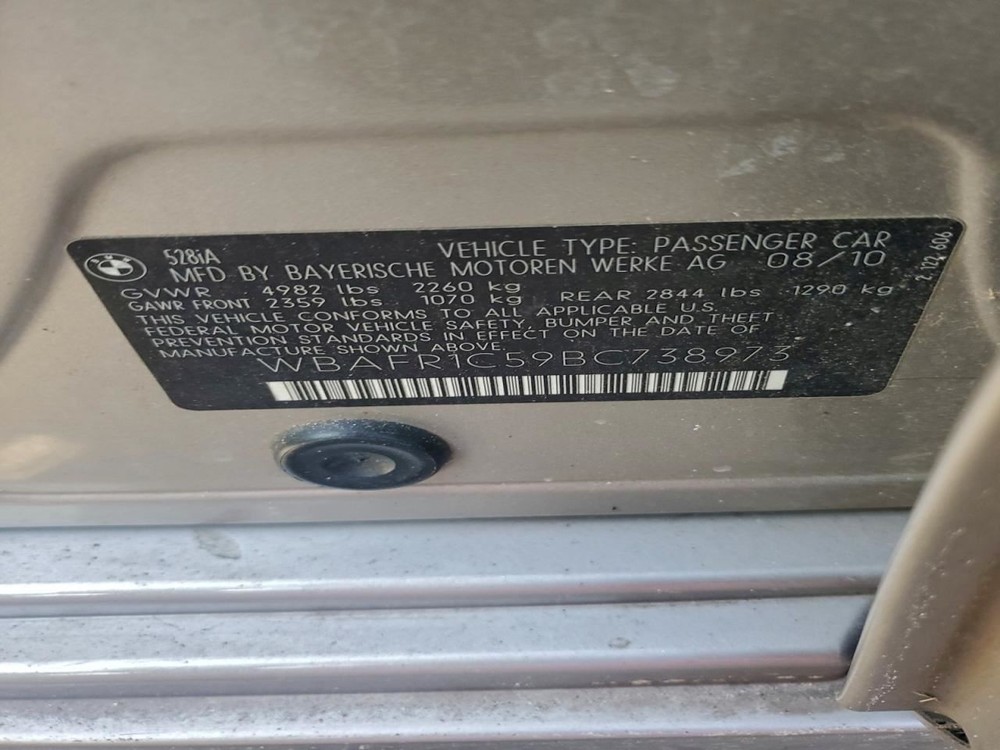 528iA VEHICLE TYPE: PASSENGER CAR
MFD BY BAYERISCHE MOTOREN WERKE AG 08/10
GVWR 4982 lbs 2260 kg
GAWR FRONT 2359 lbs 1070 kg REAR 2844 lbs 1290 kg
THIS VEHICLE CONFORMS TO ALL APPLICABLE U.S.
FEDERAL MOTOR VEHICLE SAFETY, BUMPER AND THEFT
PREVENTION STANDARDS IN EFFECT ON THE DATE OF
MANUFACTURE SHOWN ABOVE.
WBAFR1C59BC738973